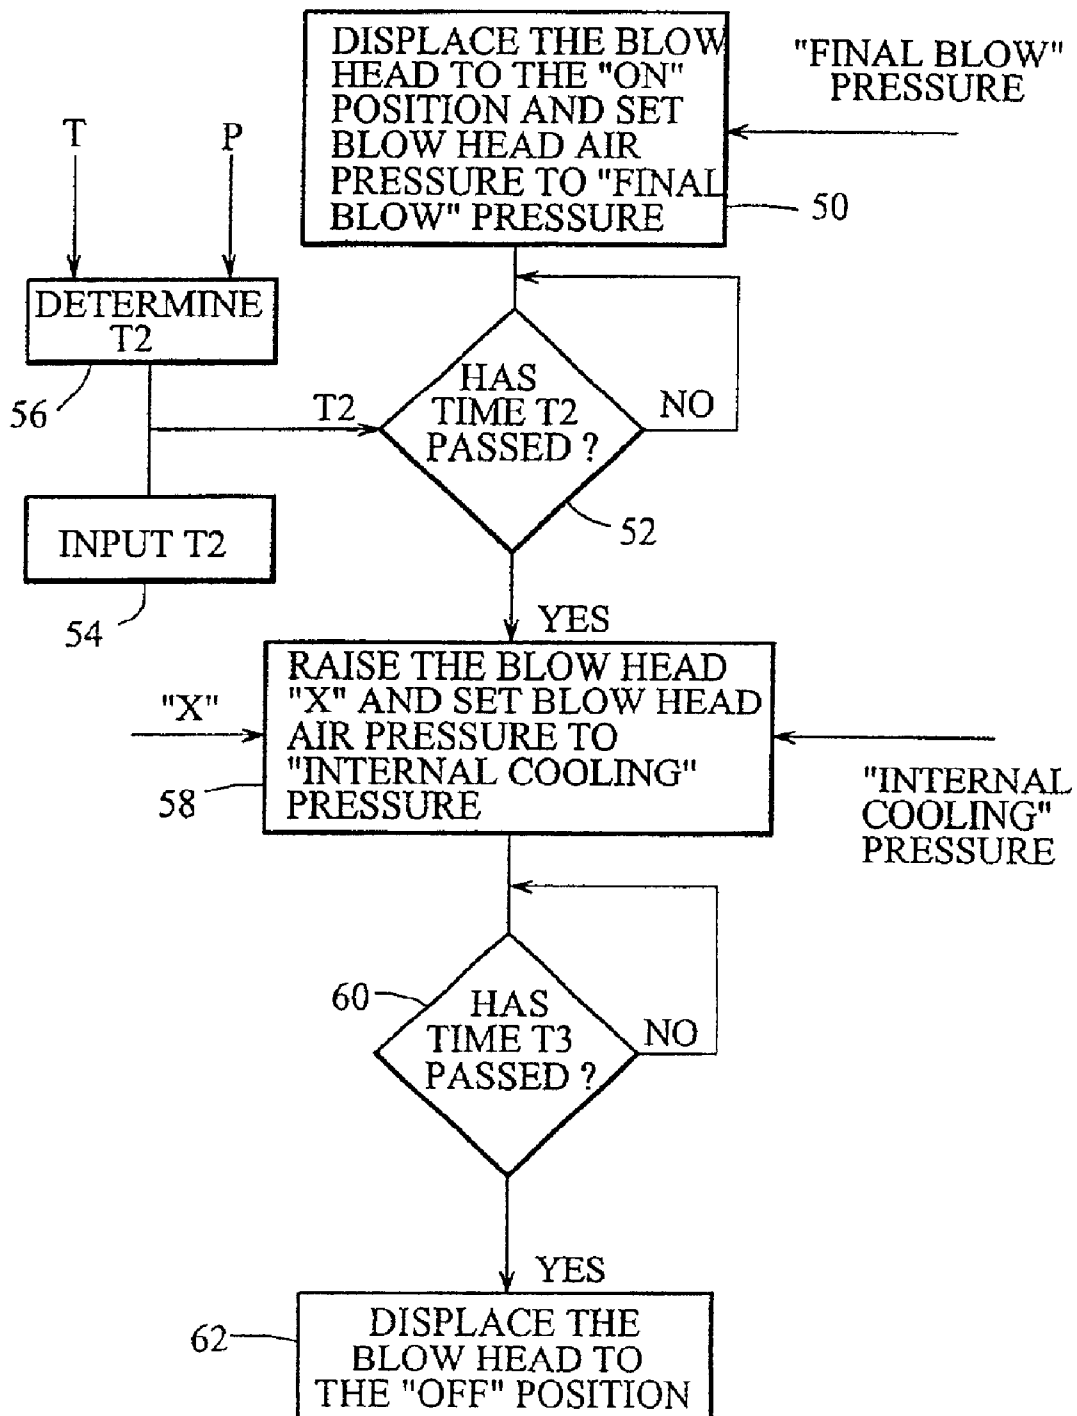 DISPLACE THE BLOW
HEAD TO THE "ON"
POSITION AND SET
BLOW HEAD AIR
PRESSURE TO "FINAL
BLOW" PRESSURE
"FINAL BLOW"
PRESSURE
50
T
P
DETERMINE
T2
56
HAS
TIME T2
PASSED ?
NO
T2
52
INPUT T2
54
YES
RAISE THE BLOW HEAD
"X" AND SET BLOW HEAD
AIR PRESSURE TO
"INTERNAL COOLING"
PRESSURE
"X"
58
"INTERNAL
COOLING"
PRESSURE
60
HAS
TIME T3
PASSED ?
NO
YES
62
DISPLACE THE
BLOW HEAD TO
THE "OFF" POSITION